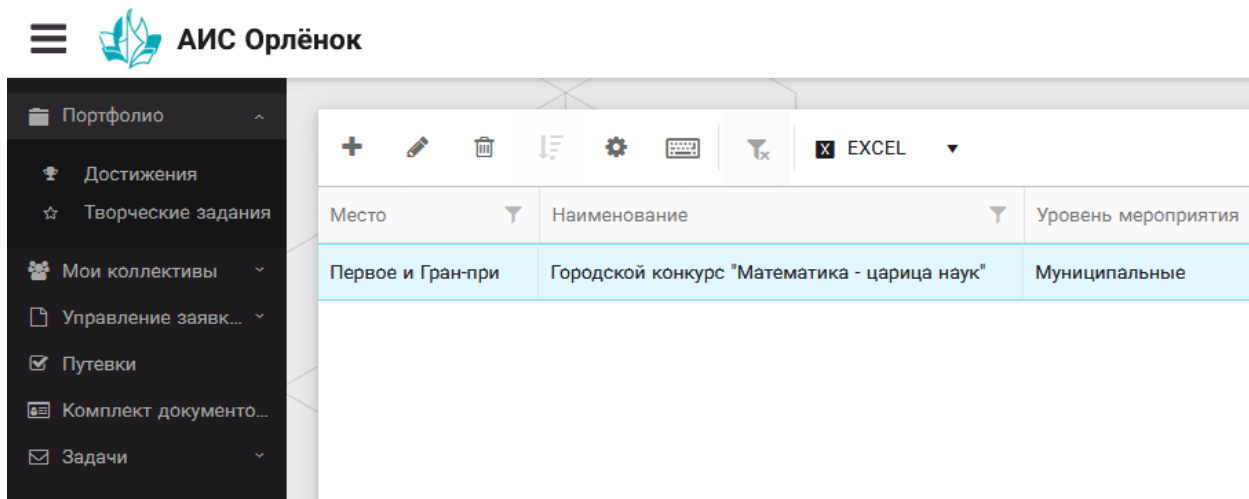 АИС Орлёнок
Портфолио
Достижения
Творческие задания
Мои коллективы
Управление заявк...
Путевки
Комплект документо...
Задачи
EXCEL
Место Наименование Уровень мероприятия
Первое и Гран-при Городской конкурс "Математика - царица наук" Муниципальные